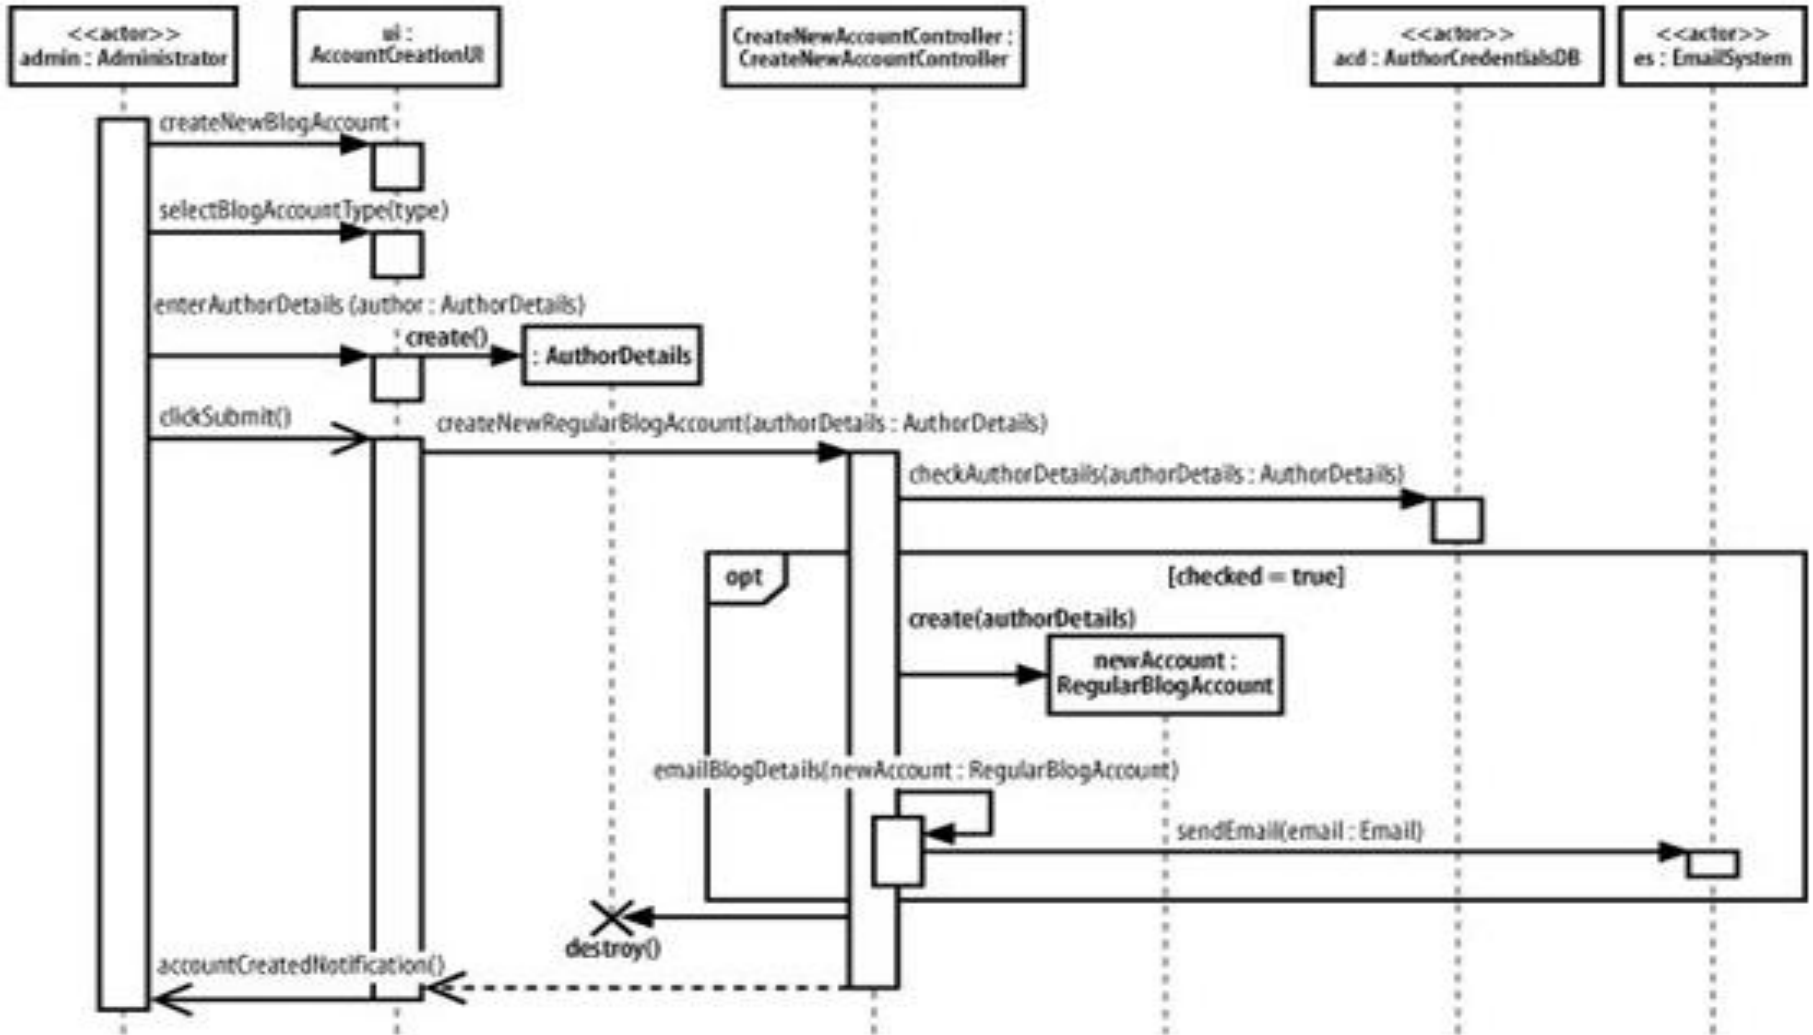 <<actor>>
admin : Administrator
ui :
AccountCreationUI
CreateNewAccountController :
CreateNewAccountController
<<actor>>
acd : AuthorCredentialsDB
<<actor>>
es : EmailSystem
createNewBlogAccount
selectBlogAccountType(type)
enterAuthorDetails (author : AuthorDetails)
create()
: AuthorDetails
clickSubmit()
createNewRegularBlogAccount(authorDetails : AuthorDetails)
checkAuthorDetails(authorDetails : AuthorDetails)
opt
[checked = true]
create(authorDetails)
newAccount :
RegularBlogAccount
emailBlogDetails(newAccount : RegularBlogAccount)
sendEmail(email : Email)
destroy()
accountCreatedNotification()